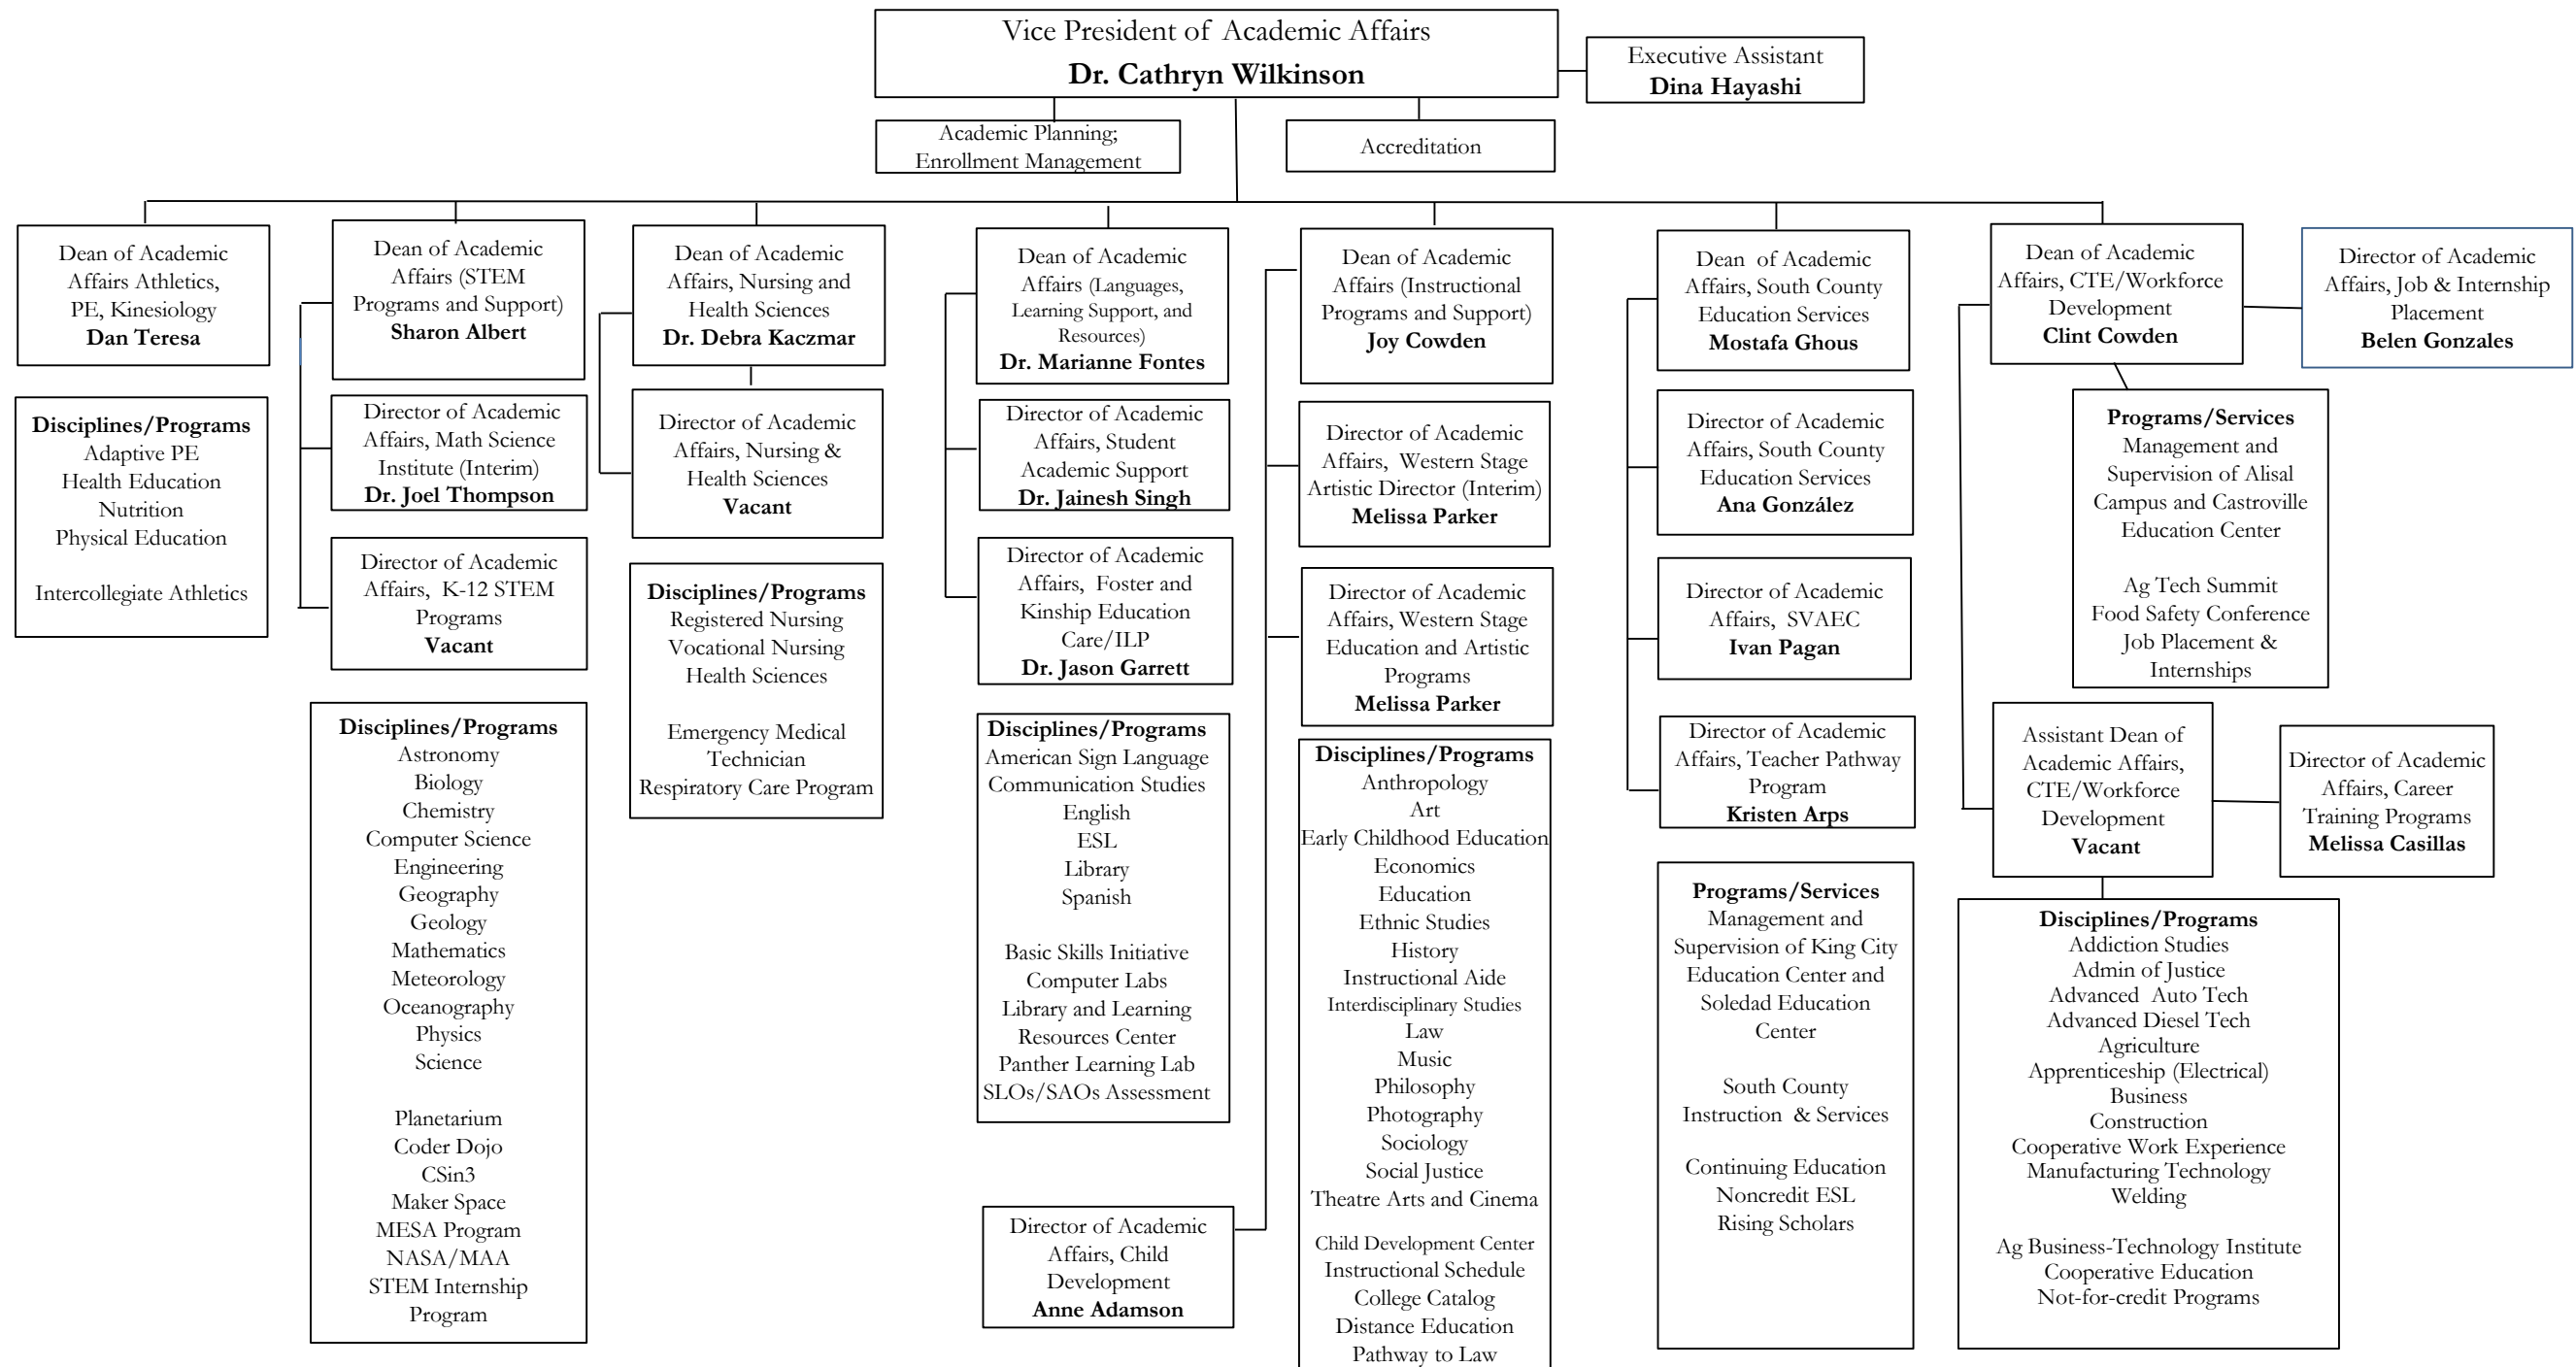 Vice President of Academic Affairs
Dr. Cathryn Wilkinson
Executive Assistant
Dina Hayashi
Academic Planning;
Enrollment Management
Accreditation
Dean of Academic
Affairs Athletics,
PE, Kinesiology
Dan Teresa
Disciplines/Programs
Adaptive PE
Health Education
Nutrition
Physical Education
Intercollegiate Athletics
Dean of Academic
Affairs (STEM
Programs and Support)
Sharon Albert
Director of Academic
Affairs, Math Science
Institute (Interim)
Dr. Joel Thompson
Director of Academic
Affairs, K-12 STEM
Programs
Vacant
Disciplines/Programs
Astronomy
Biology
Chemistry
Computer Science
Engineering
Geography
Geology
Mathematics
Meteorology
Oceanography
Physics
Science
Planetarium
Coder Dojo
CSin3
Maker Space
MESA Program
NASA/MAA
STEM Internship
Program
Dean of Academic
Affairs, Nursing and
Health Sciences
Dr. Debra Kaczmar
Director of Academic
Affairs, Nursing &
Health Sciences
Vacant
Disciplines/Programs
Registered Nursing
Vocational Nursing
Health Sciences
Emergency Medical
Technician
Respiratory Care Program
Dean of Academic
Affairs (Languages,
Learning Support, and
Resources)
Dr. Marianne Fontes
Director of Academic
Affairs, Student
Academic Support
Dr. Jainesh Singh
Director of Academic
Affairs, Foster and
Kinship Education
Care/ILP
Dr. Jason Garrett
Disciplines/Programs
American Sign Language
Communication Studies
English
ESL
Library
Spanish
Basic Skills Initiative
Computer Labs
Library and Learning
Resources Center
Panther Learning Lab
SLOs/SAOs Assessment
Director of Academic
Affairs, Child
Development
Anne Adamson
Dean of Academic
Affairs (Instructional
Programs and Support)
Joy Cowden
Director of Academic
Affairs, Western Stage
Artistic Director (Interim)
Melissa Parker
Director of Academic
Affairs, Western Stage
Education and Artistic
Programs
Melissa Parker
Disciplines/Programs
Anthropology
Art
Early Childhood Education
Economics
Education
Ethnic Studies
History
Instructional Aide
Interdisciplinary Studies
Law
Music
Philosophy
Photography
Sociology
Social Justice
Theatre Arts and Cinema
Child Development Center
Instructional Schedule
College Catalog
Distance Education
Pathway to Law
Dean of Academic
Affairs, South County
Education Services
Mostafa Ghous
Director of Academic
Affairs, South County
Education Services
Ana González
Director of Academic
Affairs, SVAEC
Ivan Pagan
Director of Academic
Affairs, Teacher Pathway
Program
Kristen Arps
Programs/Services
Management and
Supervision of King City
Education Center and
Soledad Education
Center
South County
Instruction & Services
Continuing Education
Noncredit ESL
Rising Scholars
Dean of Academic
Affairs, CTE/Workforce
Development
Clint Cowden
Director of Academic
Affairs, Job & Internship
Placement
Belen Gonzales
Programs/Services
Management and
Supervision of Alisal
Campus and Castroville
Education Center
Ag Tech Summit
Food Safety Conference
Job Placement &
Internships
Assistant Dean of
Academic Affairs,
CTE/Workforce
Development
Vacant
Director of Academic
Affairs, Career
Training Programs
Melissa Casillas
Disciplines/Programs
Addiction Studies
Admin of Justice
Advanced Auto Tech
Advanced Diesel Tech
Agriculture
Apprenticeship (Electrical)
Business
Construction
Cooperative Work Experience
Manufacturing Technology
Welding
Ag Business-Technology Institute
Cooperative Education
Not-for-credit Programs